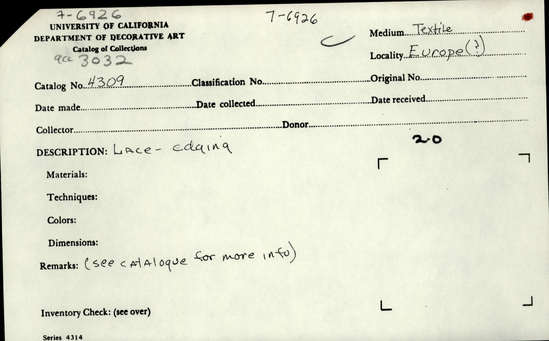 7-6926
7-6926
UNIVERSITY OF CALIFORNIA
DEPARTMENT OF DECORATIVE ART
Catalog of Collections
acc 3032
Medium Textile
Locality Europe(?)
Catalog No. 4309 Classification No. Original No.
Date made Date collected Date received
Collector Donor
DESCRIPTION: Lace - edging
2-0
Materials:
Techniques:
Colors:
Dimensions:
Remarks: (see catalogue for more info)
Inventory Check: (see over)
Series 4314